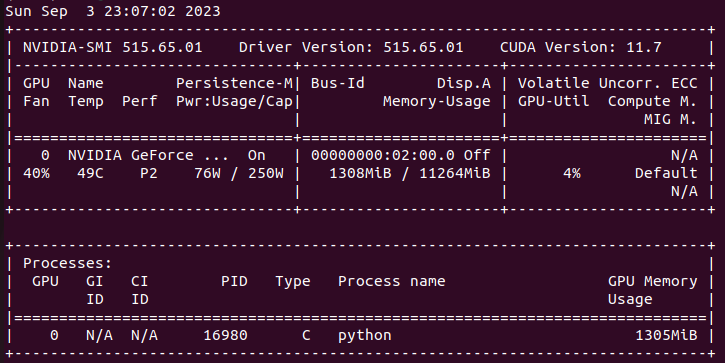 Sun Sep  3 23:07:02 2023
+-----------------------------------------------------------------------------+
| NVIDIA-SMI 515.65.01    Driver Version: 515.65.01    CUDA Version: 11.7     |
|-------------------------------+----------------------+----------------------+
| GPU  Name        Persistence-M| Bus-Id        Disp.A | Volatile Uncorr. ECC |
| Fan  Temp  Perf  Pwr:Usage/Cap|         Memory-Usage | GPU-Util  Compute M. |
|                               |                      |               MIG M. |
|===============================+======================+======================|
|   0  NVIDIA GeForce ...  On   | 00000000:02:00.0 Off |                  N/A |
| 40%   49C    P2    76W / 250W |   1308MiB / 11264MiB |      4%      Default |
|                               |                      |                  N/A |
+-------------------------------+----------------------+----------------------+

+-----------------------------------------------------------------------------+
| Processes:                                                                  |
|  GPU   GI   CI        PID   Type   Process name                  GPU Memory |
|        ID   ID                                                   Usage      |
|=============================================================================|
|    0   N/A  N/A     16980      C   python                           1305MiB |
+-----------------------------------------------------------------------------+